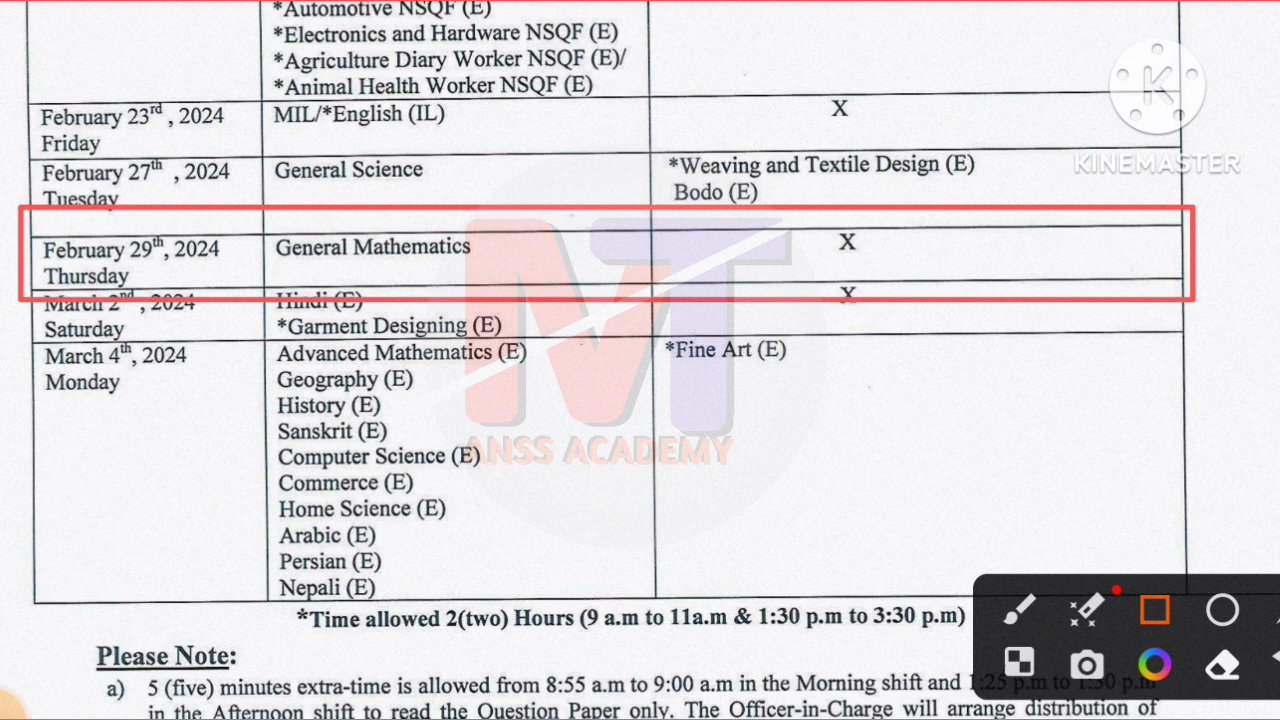 *Automotive NSQF (E)
*Electronics and Hardware NSQF (E)
*Agriculture Diary Worker NSQF (E)/
*Animal Health Worker NSQF (E)
February 23rd , 2024
Friday
MIL/*English (IL)
X
February 27th , 2024
Tuesday
General Science
*Weaving and Textile Design (E)
Bodo (E)
February 29th, 2024
Thursday
General Mathematics
X
March 2nd , 2024
Saturday
Hindi (E)
*Garment Designing (E)
X
March 4th, 2024
Monday
Advanced Mathematics (E)
Geography (E)
History (E)
Sanskrit (E)
Computer Science (E)
Commerce (E)
Home Science (E)
Arabic (E)
Persian (E)
Nepali (E)
*Fine Art (E)
*Time allowed 2(two) Hours (9 a.m to 11a.m & 1:30 p.m to 3:30 p.m)
Please Note:
a) 5 (five) minutes extra-time is allowed from 8:55 a.m to 9:00 a.m in the Morning shift and 1:25 p.m to 1:30 p.m
in the Afternoon shift to read the Question Paper only. The Officer-in-Charge will arrange distribution of
MT
ANSS ACADEMY
K
KINEMASTER